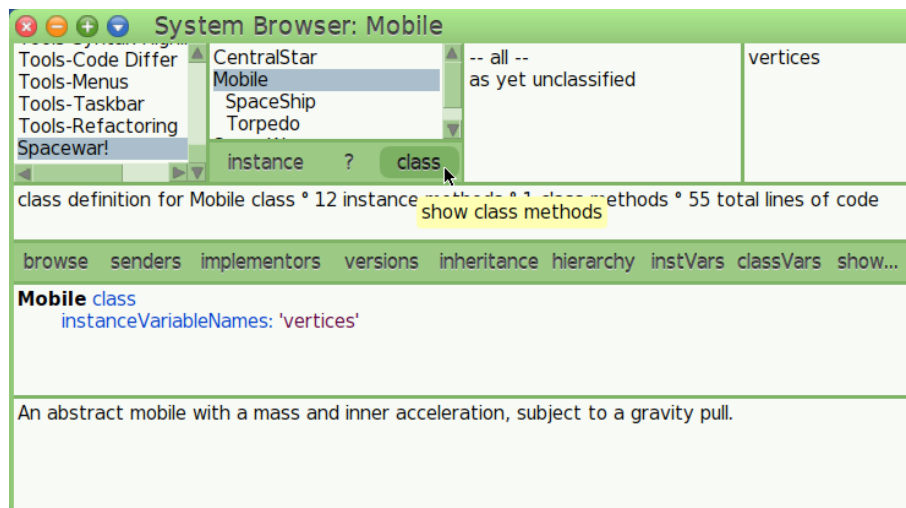 System Browser: Mobile
Tools-Code Differ
Tools-Menus
Tools-Taskbar
Tools-Refactoring
Spacewar!
CentralStar
Mobile
SpaceShip
Torpedo
instance ? class
-- all --
as yet unclassified
vertices
class definition for Mobile class ° 12 instance methods ° 1 class methods ° 55 total lines of code
show class methods
browse senders implementors versions inheritance hierarchy instVars classVars show...
Mobile class
instanceVariableNames: 'vertices'
An abstract mobile with a mass and inner acceleration, subject to a gravity pull.